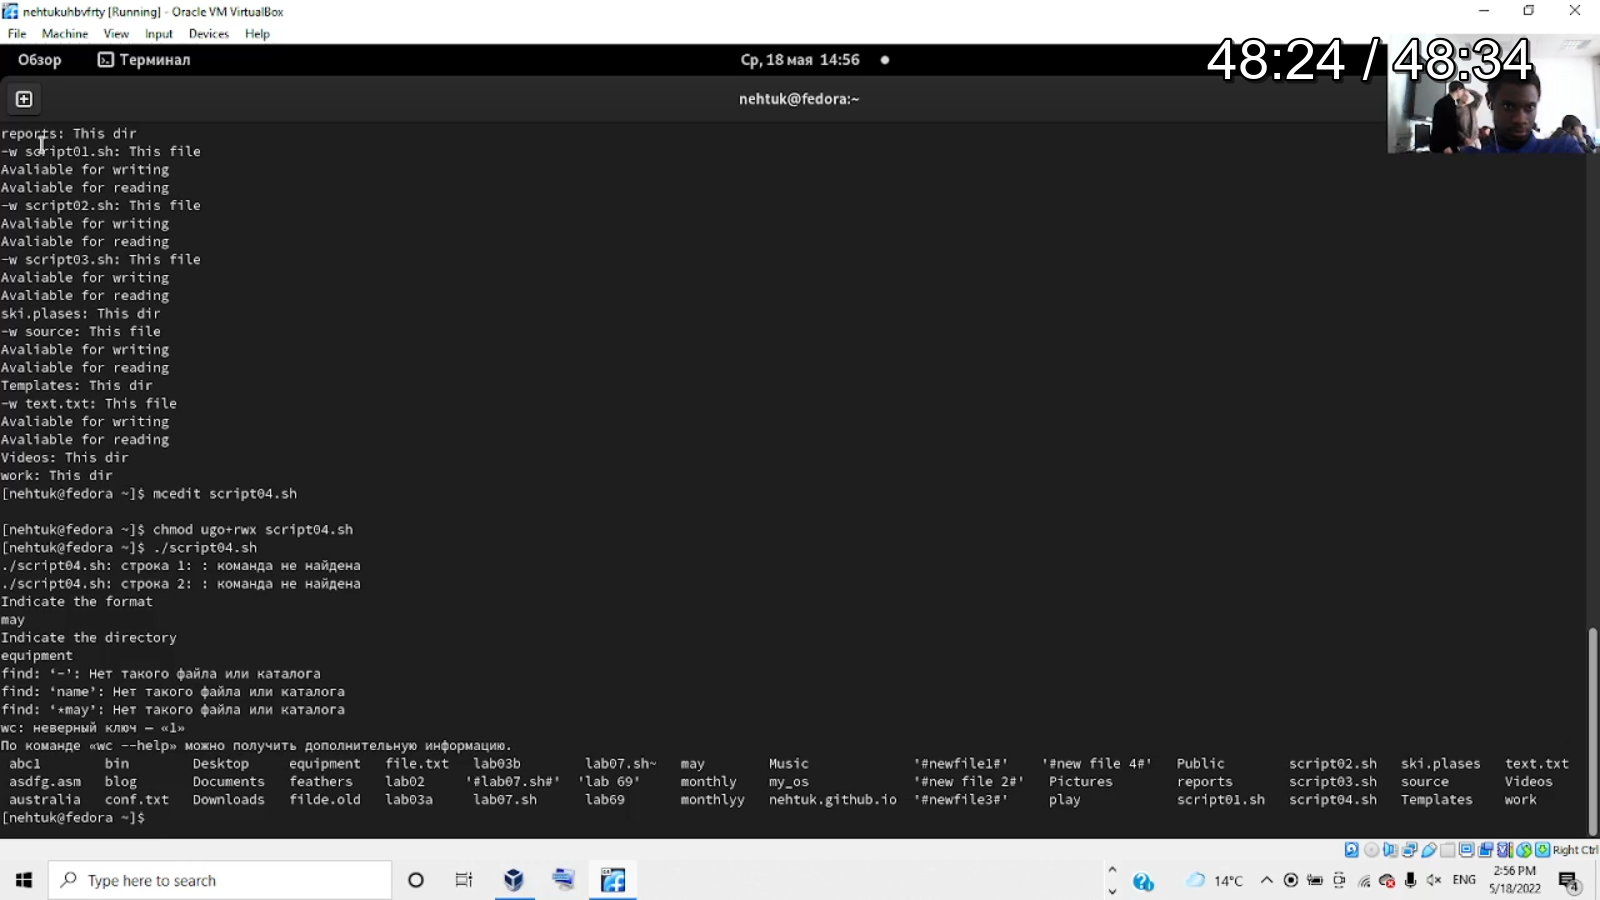 nehtukuhbvfrty [Running] - Oracle VM VirtualBox
File Machine View Input Devices Help
Обзор Терминал Ср, 18 мая 14:56
48:24 / 48:34
nehtuk@fedora:~
reports: This dir
-w script01.sh: This file
Avaliable for writing
Avaliable for reading
-w script02.sh: This file
Avaliable for writing
Avaliable for reading
-w script03.sh: This file
Avaliable for writing
Avaliable for reading
ski.plases: This dir
-w source: This file
Avaliable for writing
Avaliable for reading
Templates: This dir
-w text.txt: This file
Avaliable for writing
Avaliable for reading
Videos: This dir
work: This dir
[nehtuk@fedora ~]$ mcedit script04.sh
[nehtuk@fedora ~]$ chmod ugo+rwx script04.sh
[nehtuk@fedora ~]$ ./script04.sh
./script04.sh: строка 1: : команда не найдена
./script04.sh: строка 2: : команда не найдена
Indicate the format
may
Indicate the directory
equipment
find: ‘-’: Нет такого файла или каталога
find: ‘name’: Нет такого файла или каталога
find: ‘*may’: Нет такого файла или каталога
wc: неверный ключ — «1»
По команде «wc --help» можно получить дополнительную информацию.
abc1 bin Desktop equipment file.txt lab03b lab07.sh~ may Music '#newfile1#' '#new file 4#' Public script02.sh ski.plases text.txt
asdfg.asm blog Documents feathers lab02 '#lab07.sh#' 'lab 69' monthly my_os '#new file 2#' Pictures reports script03.sh source Videos
australia conf.txt Downloads filde.old lab03a lab07.sh lab69 monthlyy nehtuk.github.io '#newfile3#' play script01.sh script04.sh Templates work
[nehtuk@fedora ~]$
Right Ctrl
Type here to search
14°C ENG
2:56 PM
5/18/2022
4